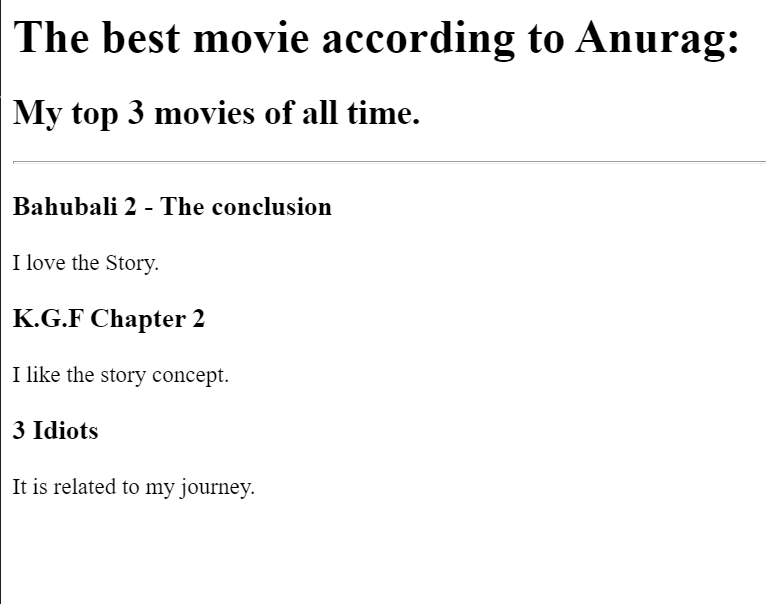 The best movie according to Anurag:
My top 3 movies of all time.
Bahubali 2 - The conclusion
I love the Story.
K.G.F Chapter 2
I like the story concept.
3 Idiots
It is related to my journey.